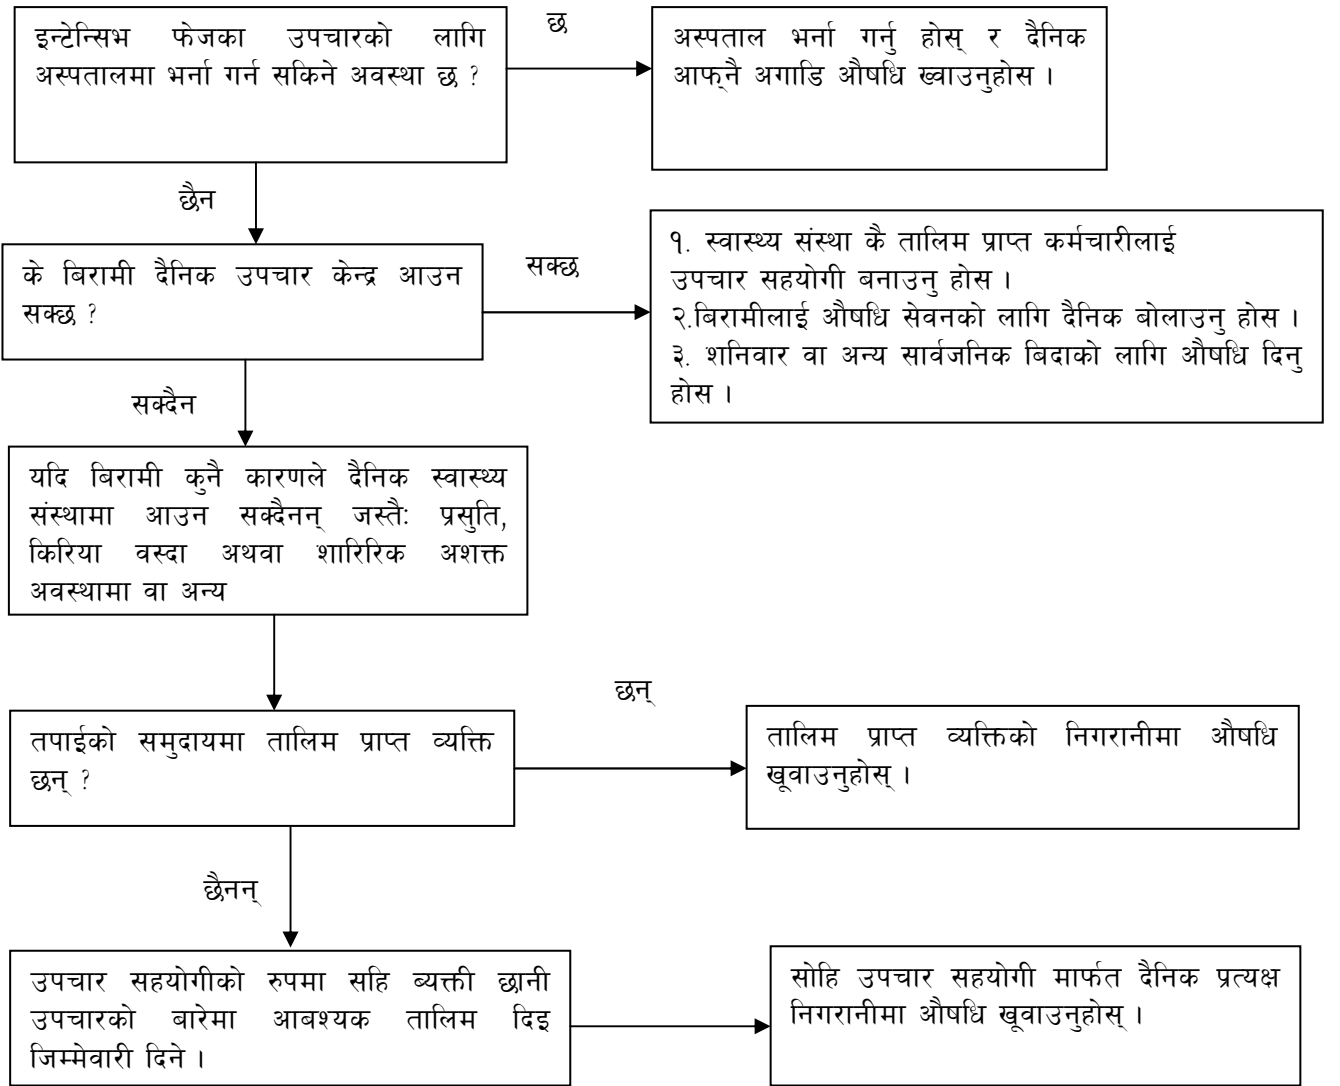 इन्टेन्सिभ फेजका उपचारको लागि
अस्पतालमा भर्ना गर्न सकिने अवस्था छ ?
छ
अस्पताल भर्ना गर्नु होस् र दैनिक
आफ्‌नै अगाडि औषधि ख्वाउनुहोस ।
छैन
के बिरामी दैनिक उपचार केन्द्र आउन
सक्छ ?
सक्छ
१. स्वास्थ्य संस्था कै तालिम प्राप्त कर्मचारीलाई
उपचार सहयोगी बनाउनु होस ।
२.बिरामीलाई औषधि सेवनको लागि दैनिक बोलाउनु होस ।
३. शनिवार वा अन्य सार्वजनिक बिदाको लागि औषधि दिनु
होस ।
सक्दैन
यदि बिरामी कुनै कारणले दैनिक स्वास्थ्य
संस्थामा आउन सक्दैनन् जस्तै: प्रसुति,
किरिया वस्दा अथवा शारिरिक अशक्त
अवस्थामा वा अन्य
तपाईको समुदायमा तालिम प्राप्त व्यक्ति
छन् ?
छन्
तालिम प्राप्त व्यक्तिको निगरानीमा औषधि
खूवाउनुहोस् ।
छैनन्
उपचार सहयोगीको रुपमा सहि ब्यक्ती छानी
उपचारको बारेमा आबश्यक तालिम दिइ
जिम्मेवारी दिने ।
सोहि उपचार सहयोगी मार्फत दैनिक प्रत्यक्ष
निगरानीमा औषधि खूवाउनुहोस् ।